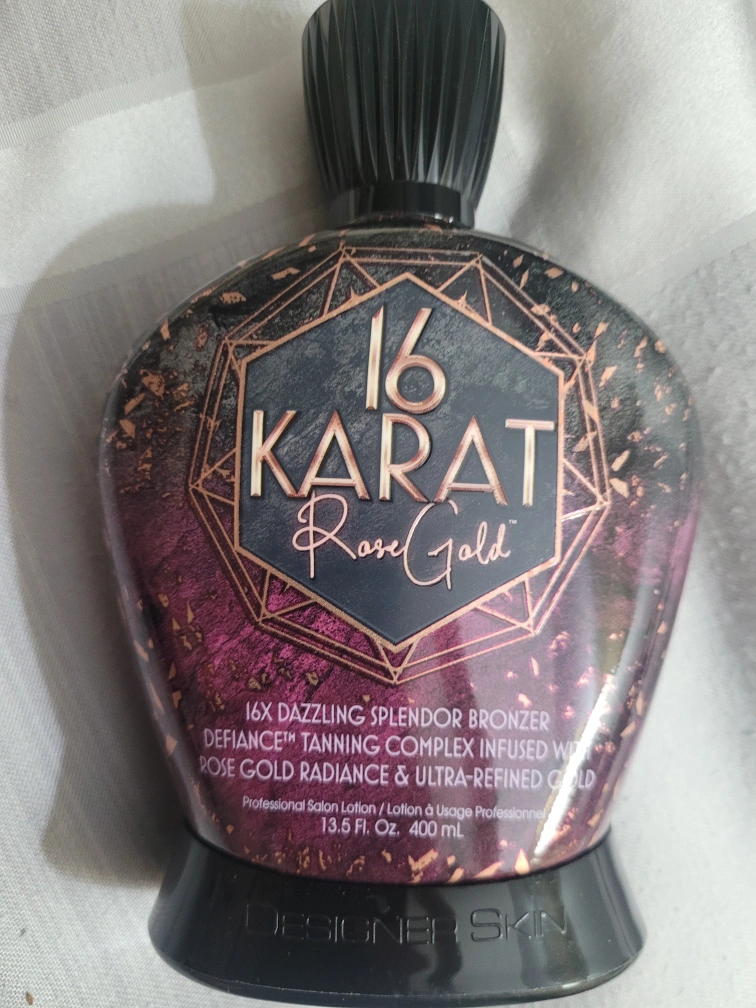 16
KARAT
Rose Gold™
16X DAZZLING SPLENDOR BRONZER
DEFIANCE™ TANNING COMPLEX INFUSED WITH
ROSE GOLD RADIANCE & ULTRA-REFINED GOLD
Professional Salon Lotion / Lotion à Usage Professionnel
13.5 Fl. Oz. 400 mL
DESIGNER SKIN